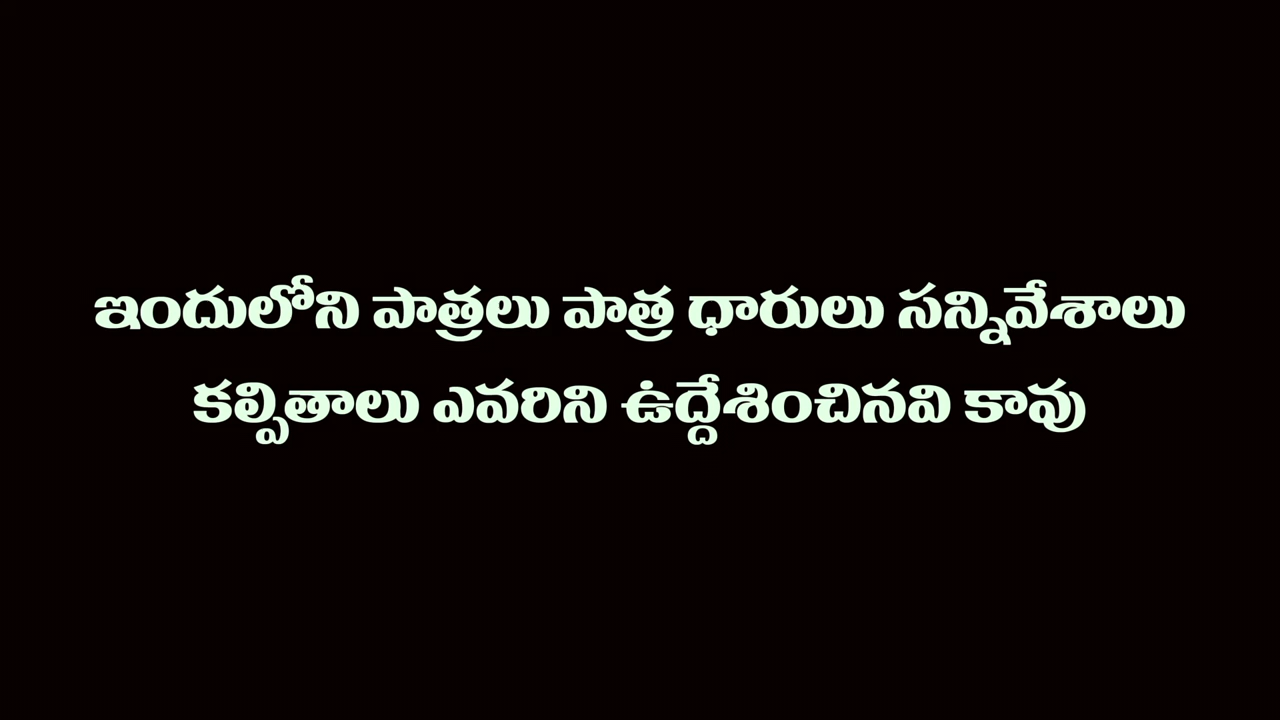 ఇందులోని పాత్రలు పాత్ర ధారులు సన్నివేశాలు
కల్పితాలు ఎవరిని ఉద్దేశించినవి కావు